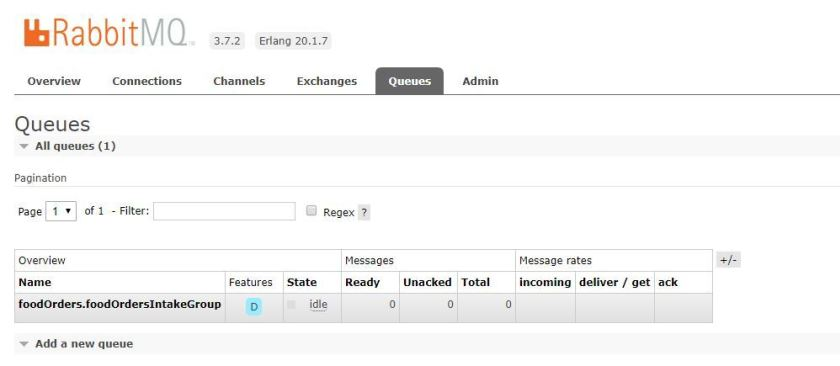 RabbitMQ 3.7.2 Erlang 20.1.7
Overview Connections Channels Exchanges Queues Admin
Queues
All queues (1)
Pagination
Page 1 of 1 - Filter: Regex ?
Overview Messages Message rates +/-
Name Features State Ready Unacked Total incoming deliver / get ack
foodOrders.foodOrdersIntakeGroup D idle 0 0 0
Add a new queue